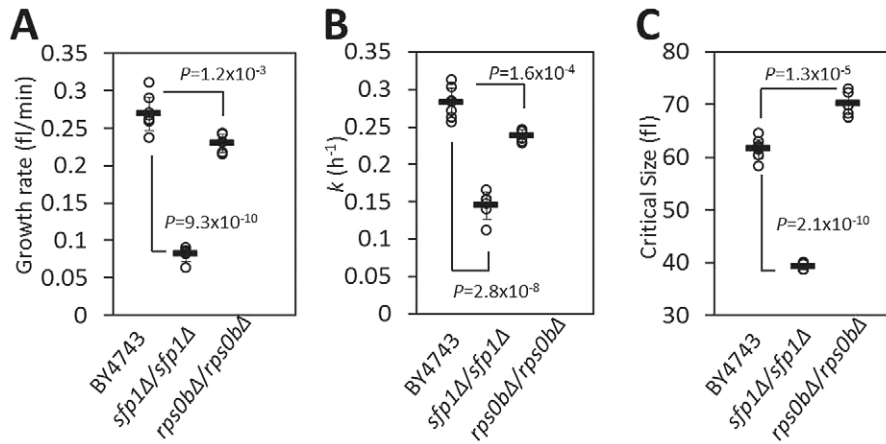 A
Growth rate (fl/min)
0.35
0.3
0.25
0.2
0.15
0.1
0.05
0
P=1.2x10⁻³
P=9.3x10⁻¹⁰
BY4743
sfp1Δ/sfp1Δ
rps0bΔ/rps0bΔ
B
k (h⁻¹)
0.35
0.3
0.25
0.2
0.15
0.1
0.05
0
P=1.6x10⁻⁴
P=2.8x10⁻⁸
BY4743
sfp1Δ/sfp1Δ
rps0bΔ/rps0bΔ
C
Critical Size (fl)
80
70
60
50
40
30
P=1.3x10⁻⁵
P=2.1x10⁻¹⁰
BY4743
sfp1Δ/sfp1Δ
rps0bΔ/rps0bΔ